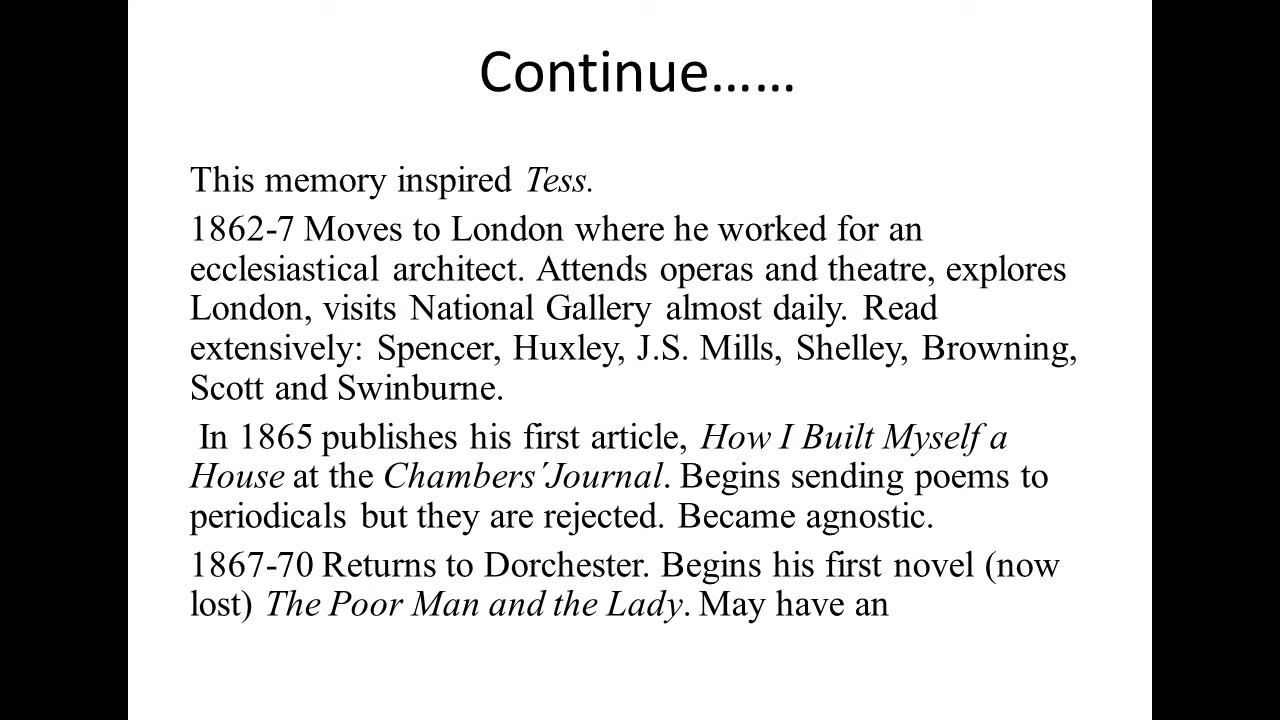 Continue……
This memory inspired Tess.
1862-7 Moves to London where he worked for an
ecclesiastical architect. Attends operas and theatre, explores
London, visits National Gallery almost daily. Read
extensively: Spencer, Huxley, J.S. Mills, Shelley, Browning,
Scott and Swinburne.
In 1865 publishes his first article, How I Built Myself a
House at the Chambers´Journal. Begins sending poems to
periodicals but they are rejected. Became agnostic.
1867-70 Returns to Dorchester. Begins his first novel (now
lost) The Poor Man and the Lady. May have an